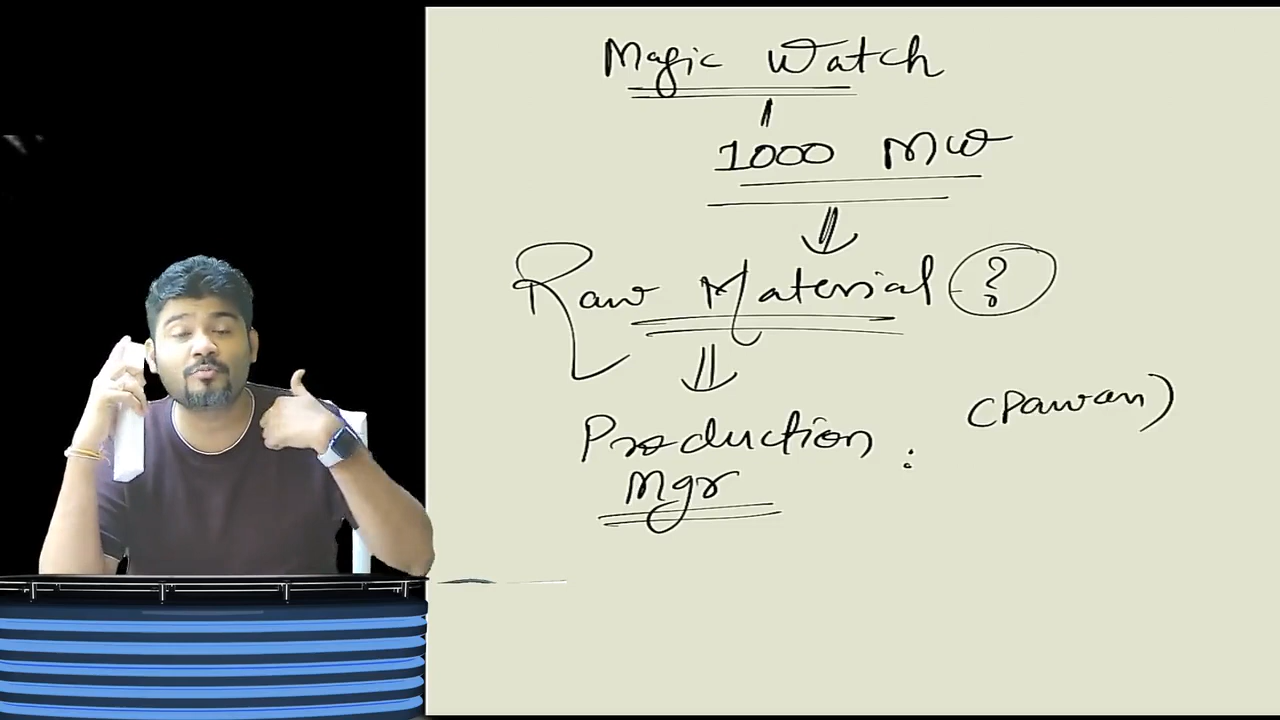 Magic Watch
1000 MW
Raw Material ?
Production : (Pawan)
Mgr